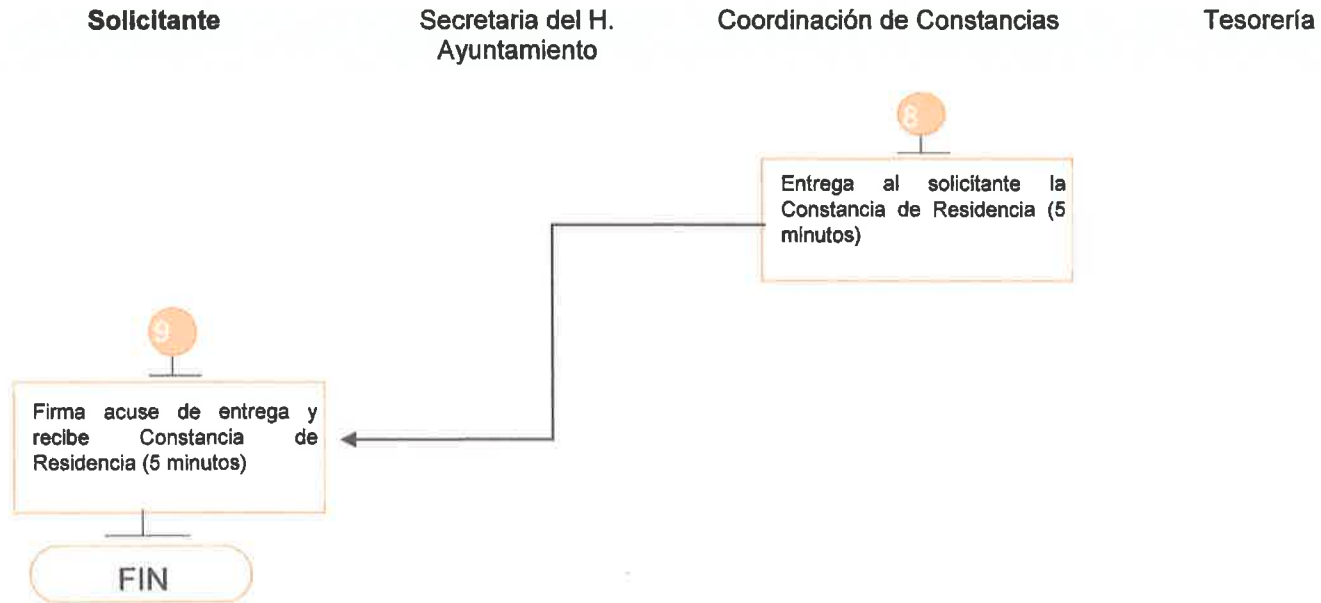 Solicitante
Secretaria del H.
Ayuntamiento
Coordinación de Constancias
Tesorería
8
Entrega al solicitante la
Constancia de Residencia (5
minutos)
9
Firma acuse de entrega y
recibe Constancia de
Residencia (5 minutos)
FIN